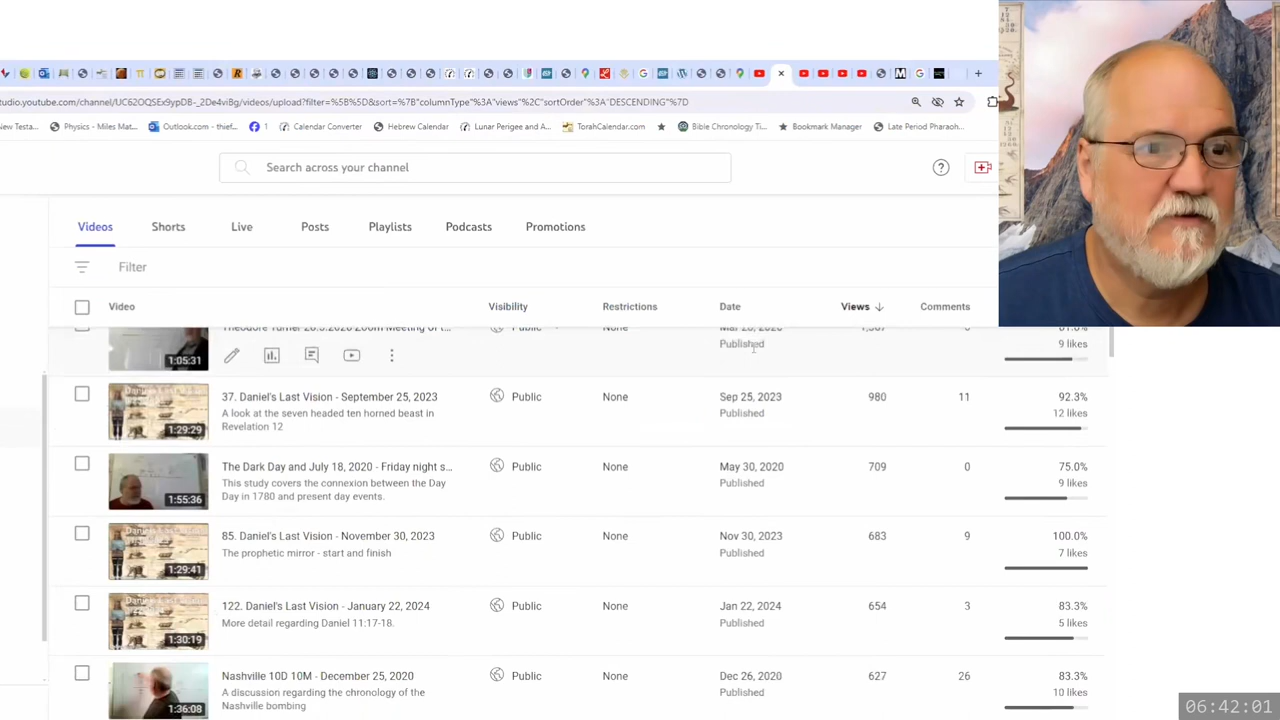 studio.youtube.com/channel/UC62OQSEx9ypD8-_2De4viBg/videos/upload?filter=%5B%5D&sort=%7B"columnType"%3A"views"%2C"sortOrder"%3A"DESCENDING"%7D
New Testa...
Physics - Miles Mat...
Outlook.com - thief...
1
Calendar Converter
Hebrew Calendar
Lunar Perigee and A...
TorahCalendar.com
Bible Chronology Ti...
Bookmark Manager
Late Period Pharaoh...
Search across your channel
Videos
Shorts
Live
Playlists
Podcasts
Promotions
Filter
Video
Visibility
Restrictions
Date
Views
Comments
1:05:31
Public
None
Published
9 likes
37. Daniel's Last Vision - September 25, 2023
A look at the seven headed ten horned beast in
Revelation 12
1:29:29
Public
None
Sep 25, 2023
Published
980
11
92.3%
12 likes
The Dark Day and July 18, 2020 - Friday night s...
This study covers the connection between the Day
Day in 1780 and present day events.
1:55:36
Public
None
May 30, 2020
Published
709
0
75.0%
9 likes
85. Daniel's Last Vision - November 30, 2023
The prophetic mirror - start and finish
1:29:41
Public
None
Nov 30, 2023
Published
683
9
100.0%
7 likes
122. Daniel's Last Vision - January 22, 2024
More detail regarding Daniel 11:17-18.
1:30:19
Public
None
Jan 22, 2024
Published
654
3
83.3%
5 likes
Nashville 10D 10M - December 26, 2020
A discussion regarding the chronology of the
Nashville bombing
1:36:08
Public
None
Dec 26, 2020
Published
627
26
83.3%
10 likes
06:42:01